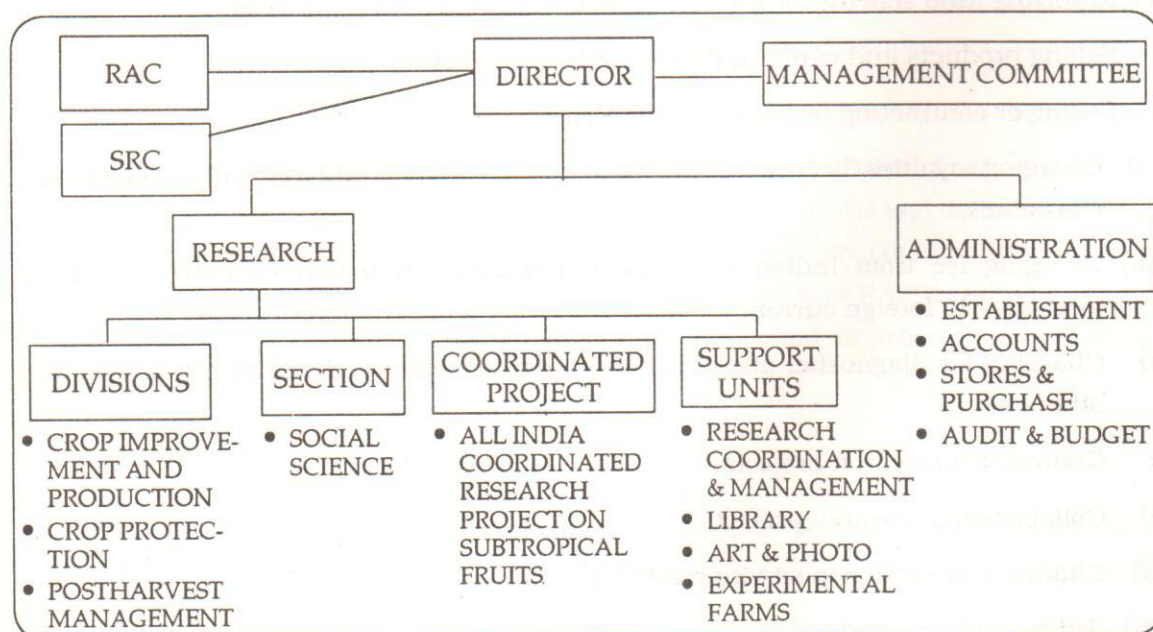 RAC
DIRECTOR
MANAGEMENT COMMITTEE
SRC
RESEARCH
ADMINISTRATION
• ESTABLISHMENT
• ACCOUNTS
• STORES &
PURCHASE
• AUDIT & BUDGET
DIVISIONS
• CROP IMPROVE-
MENT AND
PRODUCTION
• CROP PROTEC-
TION
• POSTHARVEST
MANAGEMENT
SECTION
• SOCIAL
SCIENCE
COORDINATED
PROJECT
• ALL INDIA
COORDINATED
RESEARCH
PROJECT ON
SUBTROPICAL
FRUITS
SUPPORT
UNITS
• RESEARCH
COORDINATION
& MANAGEMENT
• LIBRARY
• ART & PHOTO
• EXPERIMENTAL
FARMS